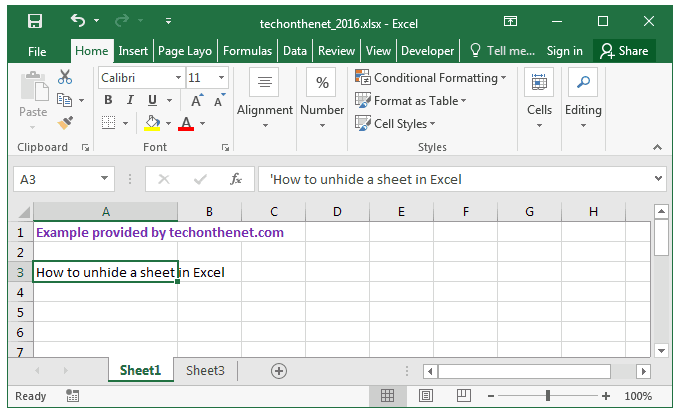 techonthenet_2016.xlsx - Excel
File Home Insert Page Layo Formulas Data Review View Developer Tell me... Sign in Share
Paste
Clipboard
Calibri 11
B I U A A
A
Font
Alignment
%
Number
Conditional Formatting
Format as Table
Cell Styles
Styles
Cells
Editing
A3 fx 'How to unhide a sheet in Excel
A B C D E F G H
1 Example provided by techonthenet.com
2
3 How to unhide a sheet in Excel
4
5
6
7
Sheet1 Sheet3
Ready 100%